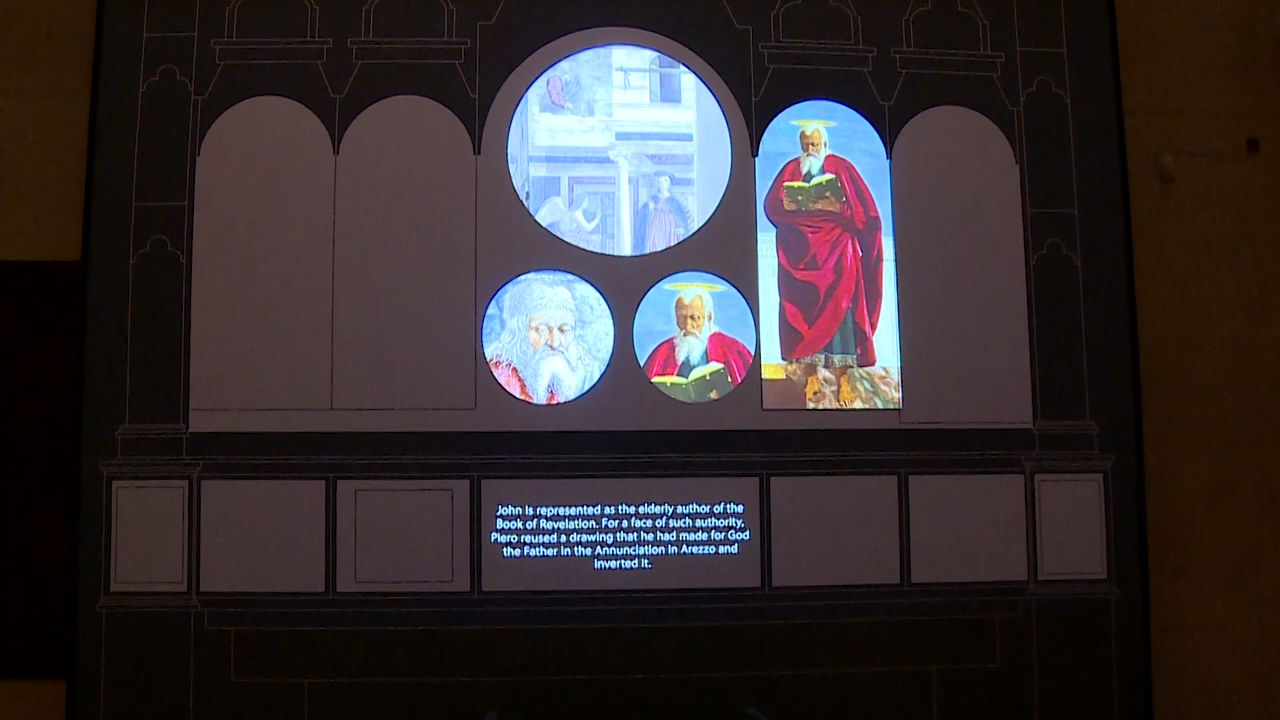 John is represented as the elderly author of the
Book of Revelation. For a face of such authority,
Piero reused a drawing that he had made for God
the Father in the Annunciation in Arezzo and
inverted it.